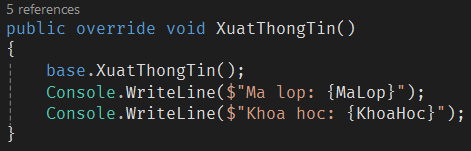 5 references
public override void XuatThongTin()
{
    base.XuatThongTin();
    Console.WriteLine($"Ma lop: {MaLop}");
    Console.WriteLine($"Khoa hoc: {KhoaHoc}");
}